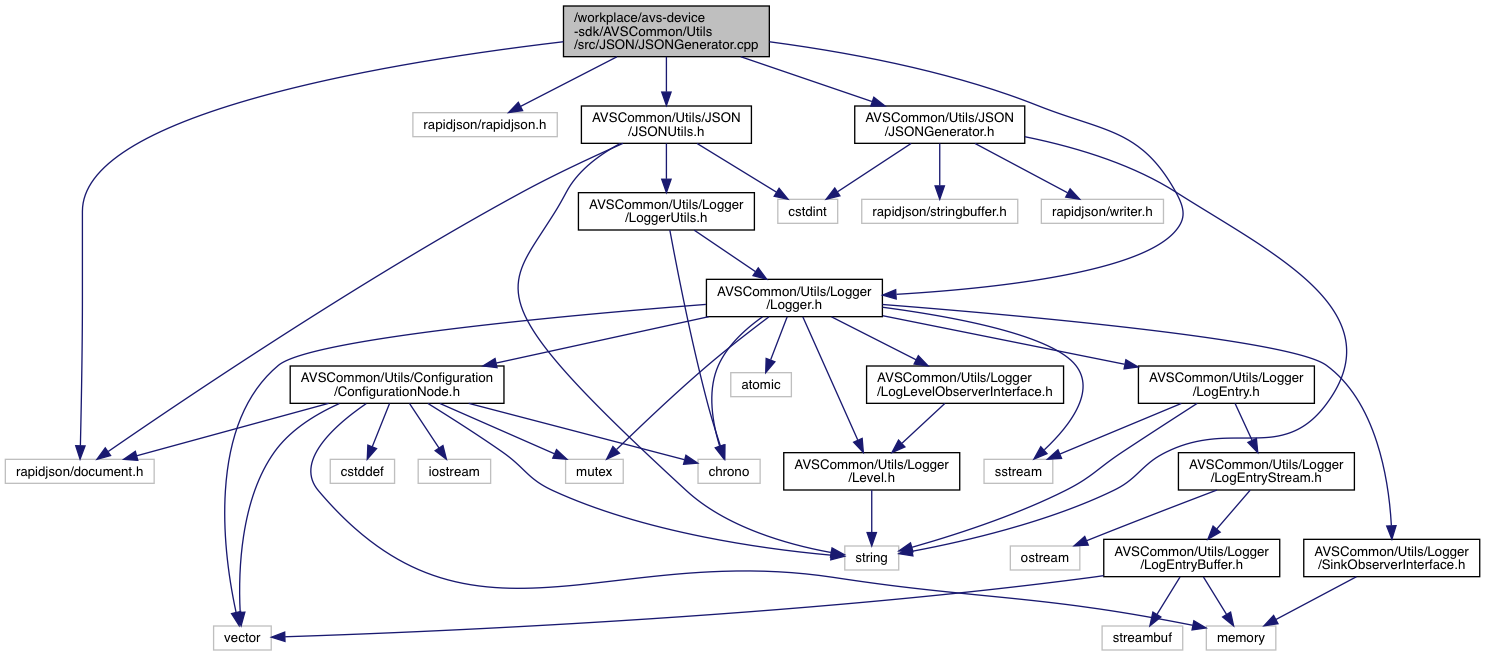 /workplace/avs-device
-sdk/AVSCommon/Utils
/src/JSON/JSONGenerator.cpp
rapidjson/rapidjson.h
AVSCommon/Utils/JSON
/JSONUtils.h
AVSCommon/Utils/JSON
/JSONGenerator.h
AVSCommon/Utils/Logger
/LoggerUtils.h
cstdint
rapidjson/stringbuffer.h
rapidjson/writer.h
AVSCommon/Utils/Logger
/Logger.h
AVSCommon/Utils/Configuration
/ConfigurationNode.h
atomic
AVSCommon/Utils/Logger
/LogLevelObserverInterface.h
AVSCommon/Utils/Logger
/LogEntry.h
rapidjson/document.h
cstddef
iostream
mutex
chrono
AVSCommon/Utils/Logger
/Level.h
sstream
AVSCommon/Utils/Logger
/LogEntryStream.h
string
ostream
AVSCommon/Utils/Logger
/LogEntryBuffer.h
AVSCommon/Utils/Logger
/SinkObserverInterface.h
vector
streambuf
memory